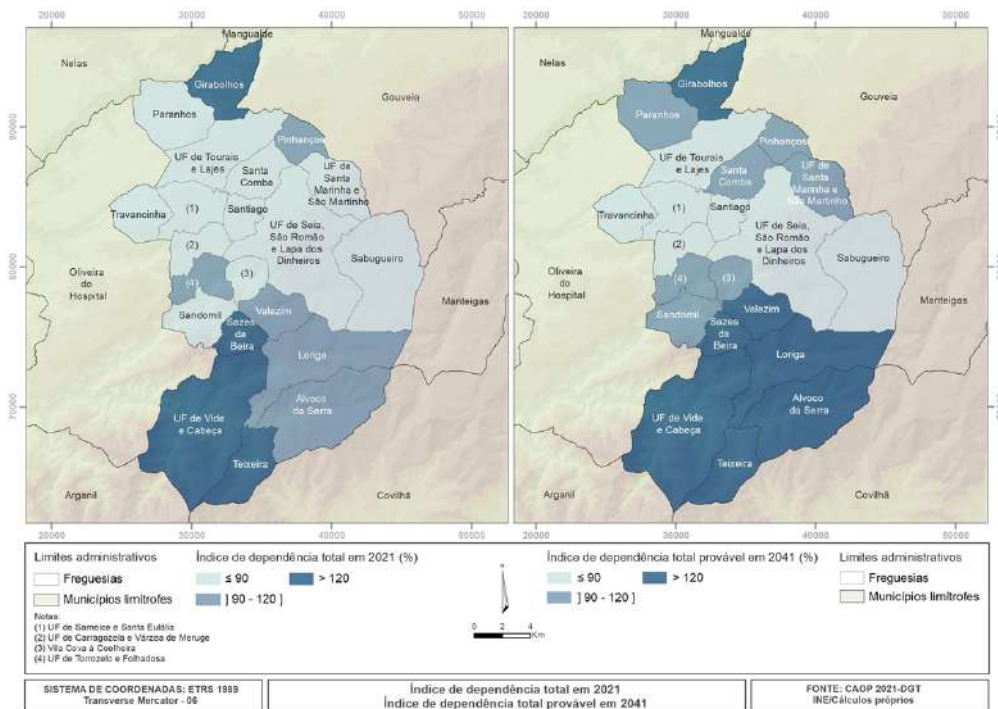 20000 30000 40000 50000
20000 30000 40000 50000
Mangualde
Nelas
Girabolhos
Gouveia
Paranhos
90000
Pinhanços
UF de Tourais
e Lajes
Santa
Comba
UF de
Santa
Marinha e
São Martinho
Travancinha
(1)
Santiago
(2)
UF de Seia,
São Romão
e Lapa dos
Dinheiros
Sabugueiro
80000
Oliveira
do
Hospital
(3)
(4)
Manteigas
Sandomil
Valezim
Sazes
da
Beira
Loriga
70000
Alvoco
da Serra
UF de Vide
e Cabeça
Teixeira
Arganil
Covilhã
20000 30000 40000 50000
Mangualde
Nelas
Girabolhos
Gouveia
Paranhos
Pinhanços
UF de Tourais
e Lajes
Santa
Comba
UF de
Santa
Marinha e
São Martinho
Travancinha
(1)
Santiago
(2)
UF de Seia,
São Romão
e Lapa dos
Dinheiros
Sabugueiro
Oliveira
do
Hospital
(3)
(4)
Manteigas
Sandomil
Valezim
Sazes
da
Beira
Loriga
Alvoco
da Serra
UF de Vide
e Cabeça
Teixeira
Arganil
Covilhã
20000 30000 40000 50000
Limites administrativos
Freguesias
Municípios limítrofes
Índice de dependência total em 2021 (%)
≤ 90 > 120
] 90 - 120 ]
Notas:
(1) UF de Sameice e Santa Eulália
(2) UF de Carragozela e Várzea de Meruge
(3) Vila Cova à Coelheira
(4) UF de Torrozelo e Folhadosa
0 2 4
Km
Índice de dependência total provável em 2041 (%)
≤ 90 > 120
] 90 - 120 ]
Limites administrativos
Freguesias
Municípios limítrofes
SISTEMA DE COORDENADAS: ETRS 1989
Transverse Mercator - 06
Índice de dependência total em 2021
Índice de dependência total provável em 2041
FONTE: CAOP 2021-DGT
INE/Cálculos próprios